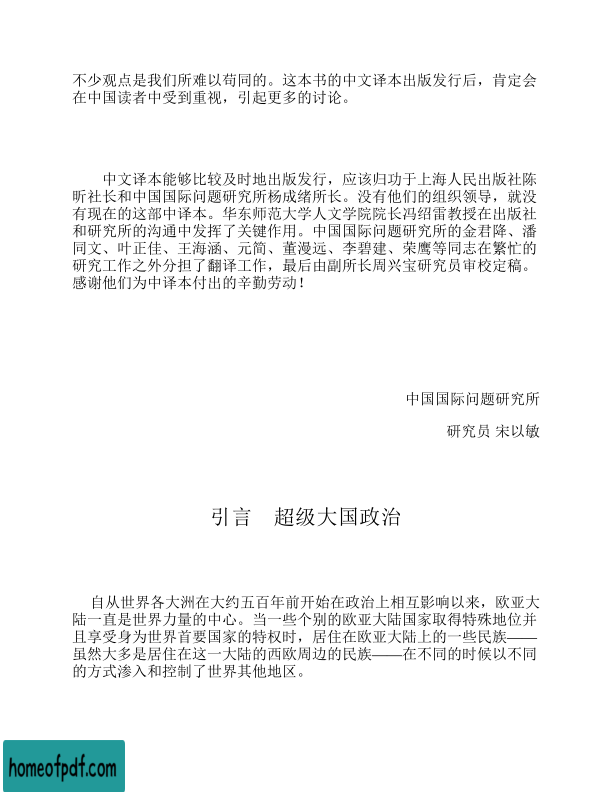 不少观点是我们所难以苟同的。这本书的中文译本出版发行后，肯定会
在中国读者中受到重视，引起更多的讨论。
中文译本能够比较及时地出版发行，应该归功于上海人民出版社陈
昕社长和中国国际问题研究所杨成绪所长。没有他们的组织领导，就没
有现在的这部中译本。华东师范大学人文学院院长冯绍雷教授在出版社
和研究所的沟通中发挥了关键作用。中国国际问题研究所的金君降、潘
同文、叶正佳、王海涵、元简、董漫远、李碧建、荣鹰等同志在繁忙的
研究工作之外分担了翻译工作，最后由副所长周兴宝研究员审校定稿。
感谢他们为中译本付出的辛勤劳动！
中国国际问题研究所
研究员 宋以敏
引言　超级大国政治
自从世界各大洲在大约五百年前开始在政治上相互影响以来，欧亚大
陆一直是世界力量的中心。当一些个别的欧亚大陆国家取得特殊地位并
且享受身为世界首要国家的特权时，居住在欧亚大陆上的一些民族——
虽然大多是居住在这一大陆的西欧周边的民族——在不同的时候以不同
的方式渗入和控制了世界其他地区。
homeofpdf.com